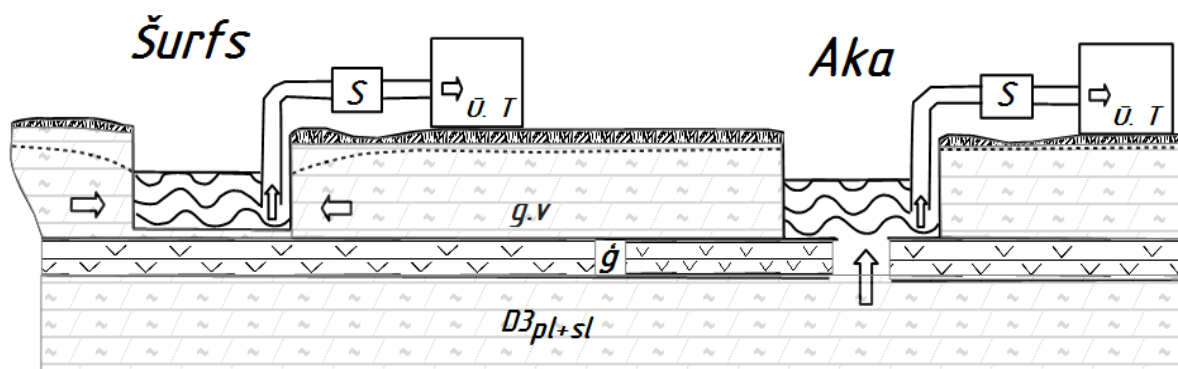 Šurfs
Aka
S
Ū. T
S
Ū. T
g.v
ģ
D3pl+sl